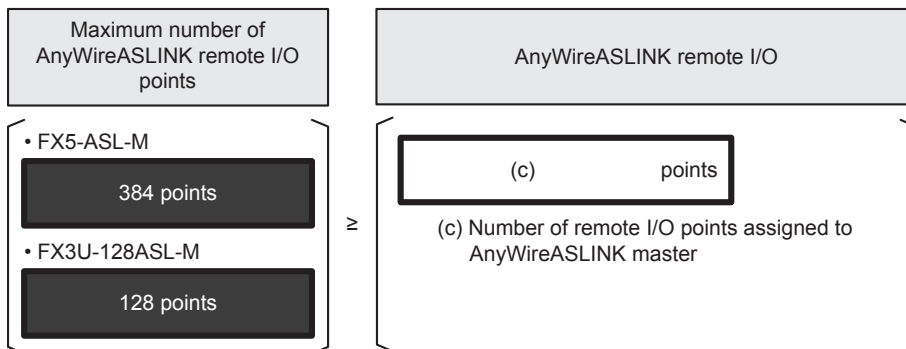 Maximum number of
AnyWireASLINK remote I/O
points
AnyWireASLINK remote I/O
• FX5-ASL-M
384 points
• FX3U-128ASL-M
128 points
≥
(c) points
(c) Number of remote I/O points assigned to
AnyWireASLINK master